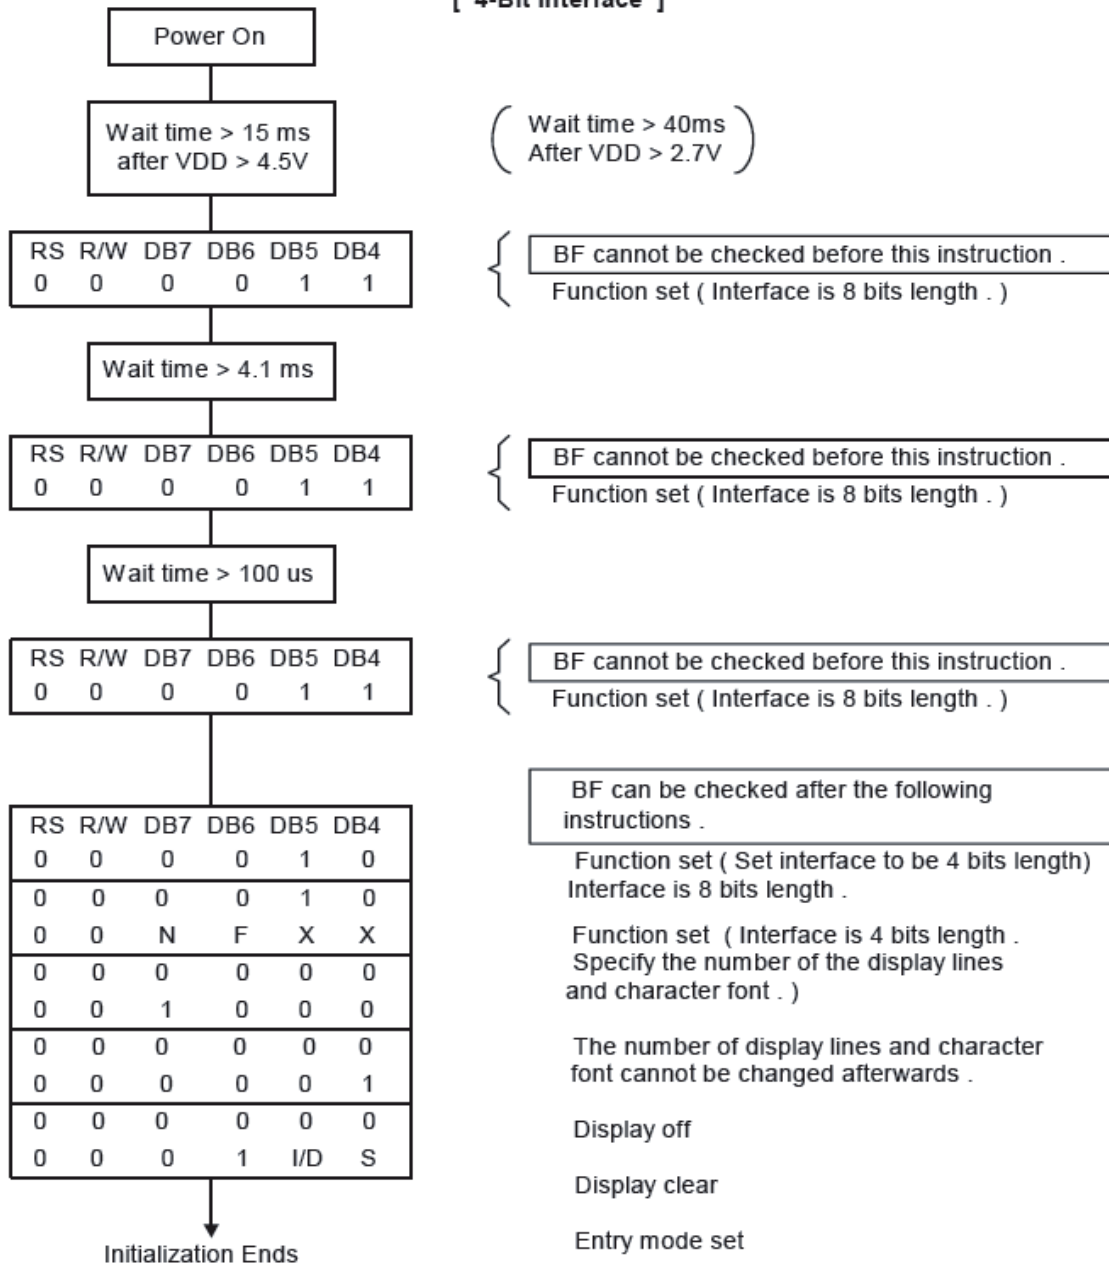 [ 4-Bit Interface ]
Power On
Wait time > 15 ms
after VDD > 4.5V
Wait time > 40ms
After VDD > 2.7V
RS R/W DB7 DB6 DB5 DB4
0 0 0 0 1 1
BF cannot be checked before this instruction .
Function set ( Interface is 8 bits length . )
Wait time > 4.1 ms
RS R/W DB7 DB6 DB5 DB4
0 0 0 0 1 1
BF cannot be checked before this instruction .
Function set ( Interface is 8 bits length . )
Wait time > 100 us
RS R/W DB7 DB6 DB5 DB4
0 0 0 0 1 1
BF cannot be checked before this instruction .
Function set ( Interface is 8 bits length . )
RS R/W DB7 DB6 DB5 DB4
0 0 0 0 1 0
0 0 0 0 1 0
0 0 N F X X
0 0 0 0 0 0
0 0 1 0 0 0
0 0 0 0 0 0
0 0 0 0 0 1
0 0 0 0 0 0
0 0 0 1 I/D S
BF can be checked after the following
instructions .
Function set ( Set interface to be 4 bits length)
Interface is 8 bits length .
Function set ( Interface is 4 bits length .
Specify the number of the display lines
and character font . )
The number of display lines and character
font cannot be changed afterwards .
Display off
Display clear
Entry mode set
Initialization Ends